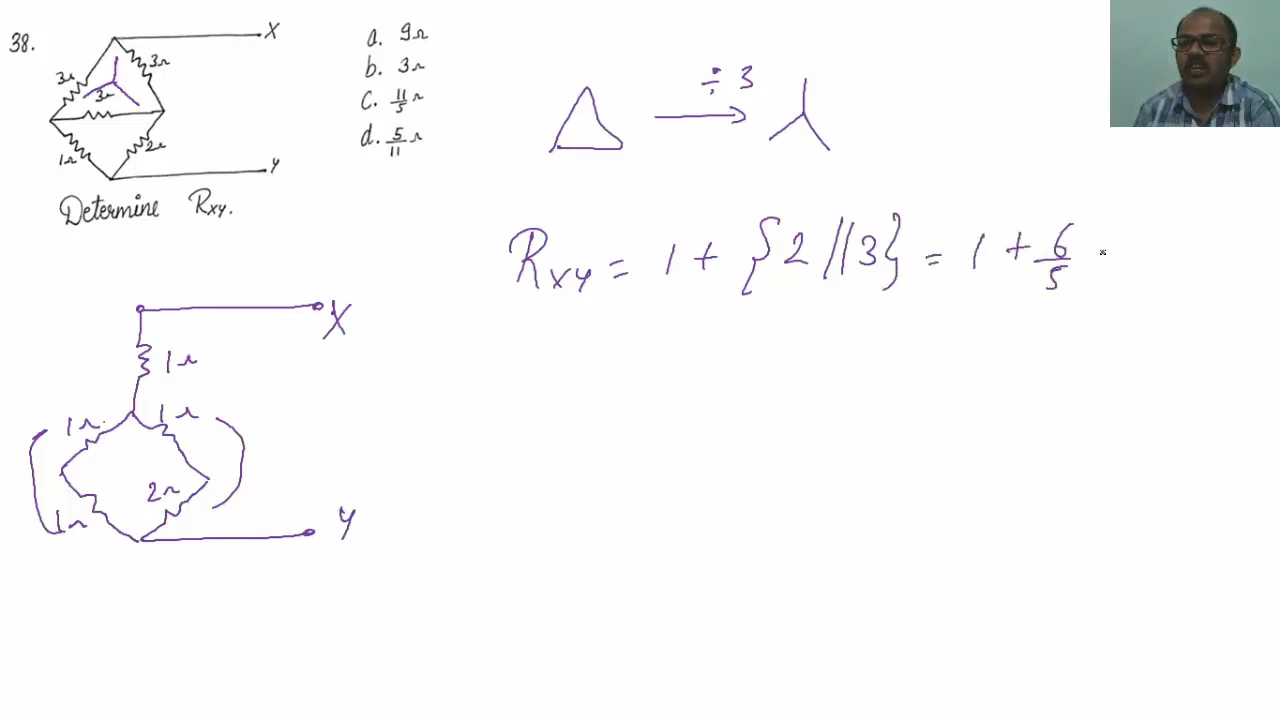 38.
X
3Ω
3Ω
3Ω
1Ω
2Ω
Y
Determine Rxy.
a. 9Ω
b. 3Ω
c. 11/5 Ω
d. 5/11 Ω
÷ 3
RXY = 1 + {2 // 3} = 1 + 6/5
X
1Ω
1Ω
1Ω
2Ω
1Ω
Y